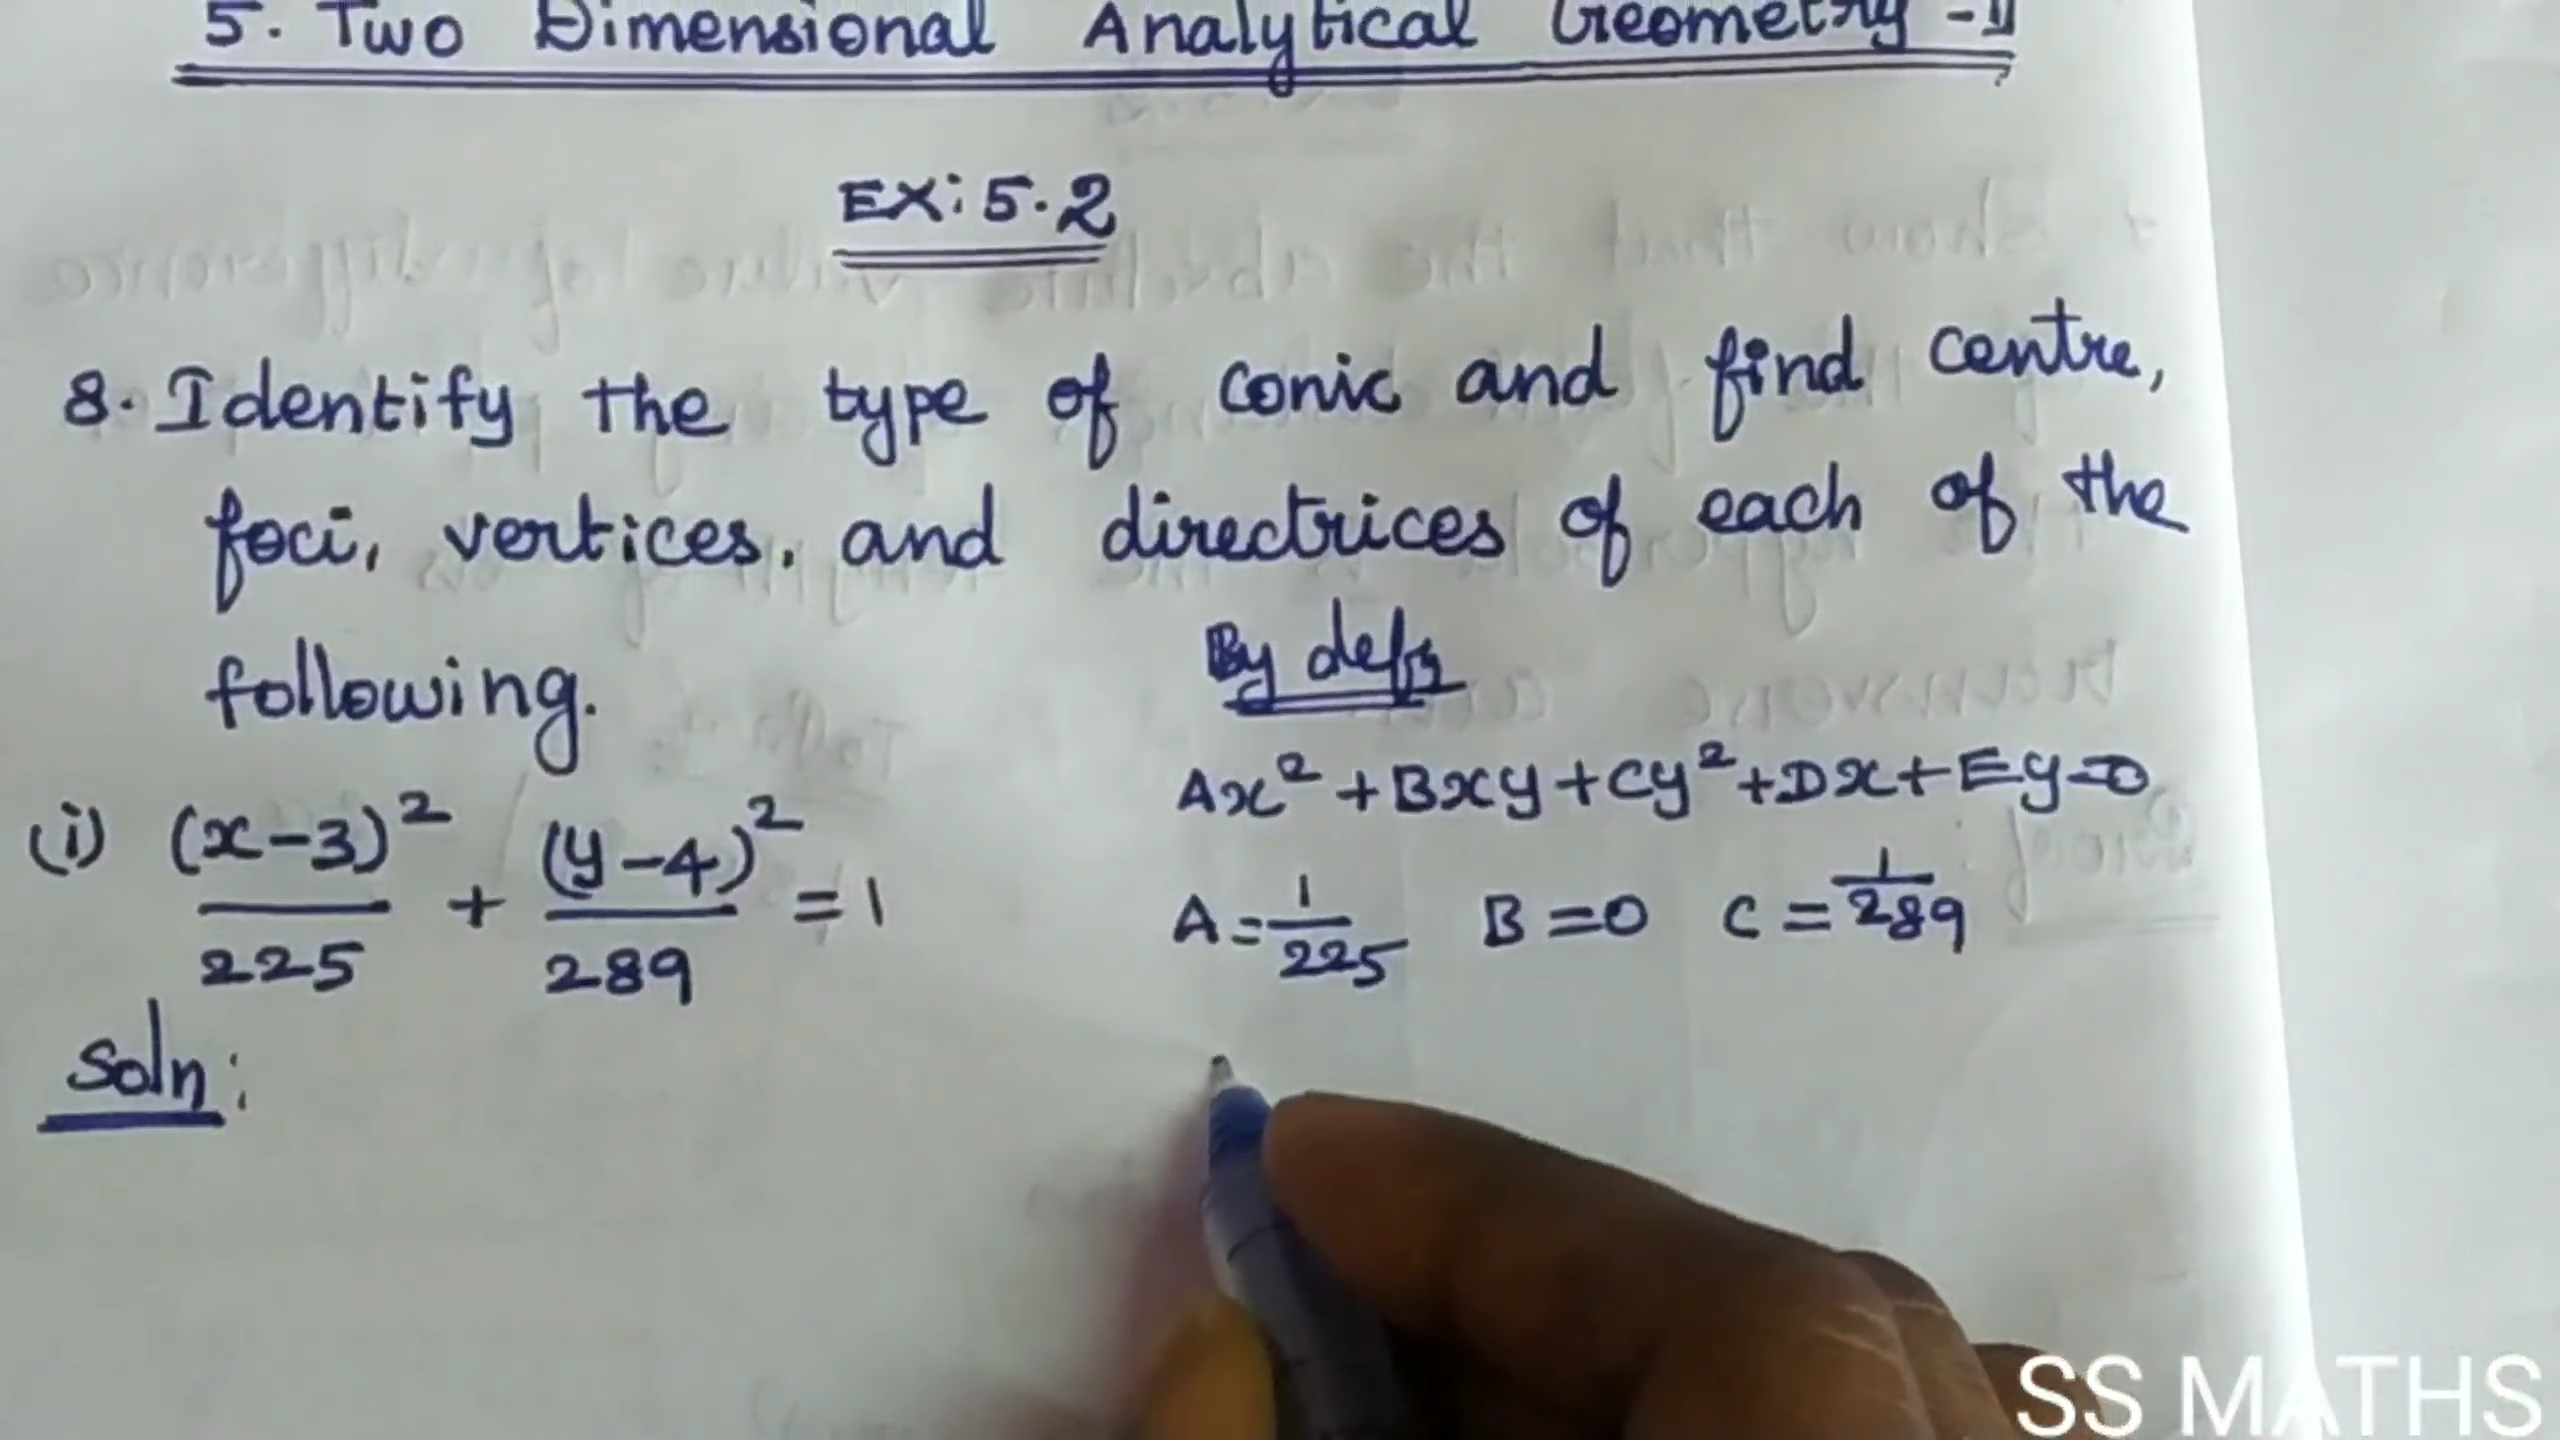 5. Two Dimensional Analytical Geometry - II
EX: 5.2
8. Identify the type of conic and find centre,
foci, vertices, and directrices of each of the
following.
(i) (x-3)²/225 + (y-4)²/289 = 1
Soln:
By defn
Ax² + Bxy + Cy² + Dx + Ey = 0
A = 1/225 B = 0 C = 1/289
SS MATHS